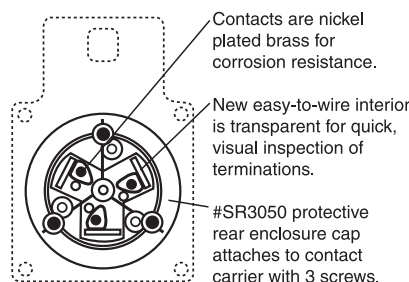 Contacts are nickel
plated brass for
corrosion resistance.
New easy-to-wire interior
is transparent for quick,
visual inspection of
terminations.
#SR3050 protective
rear enclosure cap
attaches to contact
carrier with 3 screws.